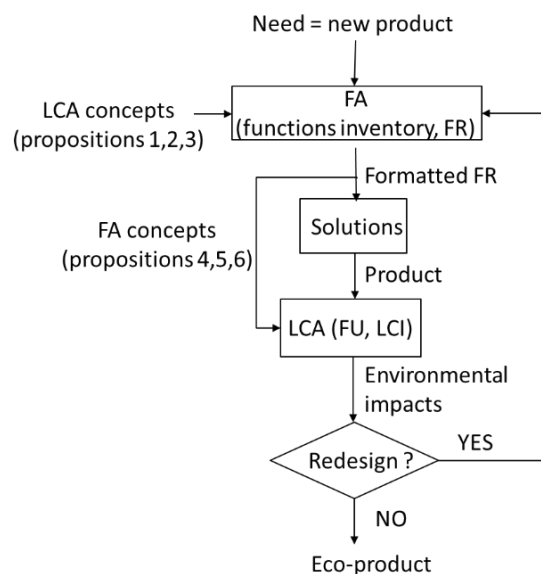 Need = new product
LCA concepts
(propositions 1,2,3)
FA
(functions inventory, FR)
Formatted FR
FA concepts
(propositions 4,5,6)
Solutions
Product
LCA (FU, LCI)
Environmental
impacts
Redesign ?
YES
NO
Eco-product